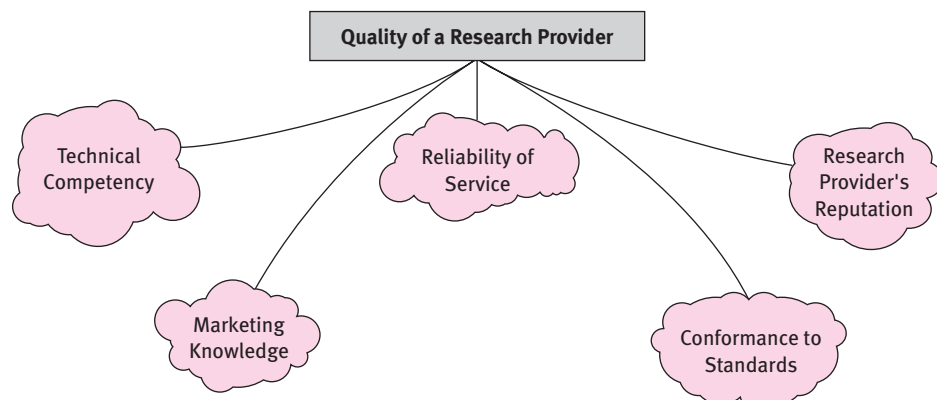 Quality of a Research Provider
Technical
Competency
Reliability of
Service
Research
Provider's
Reputation
Marketing
Knowledge
Conformance to
Standards